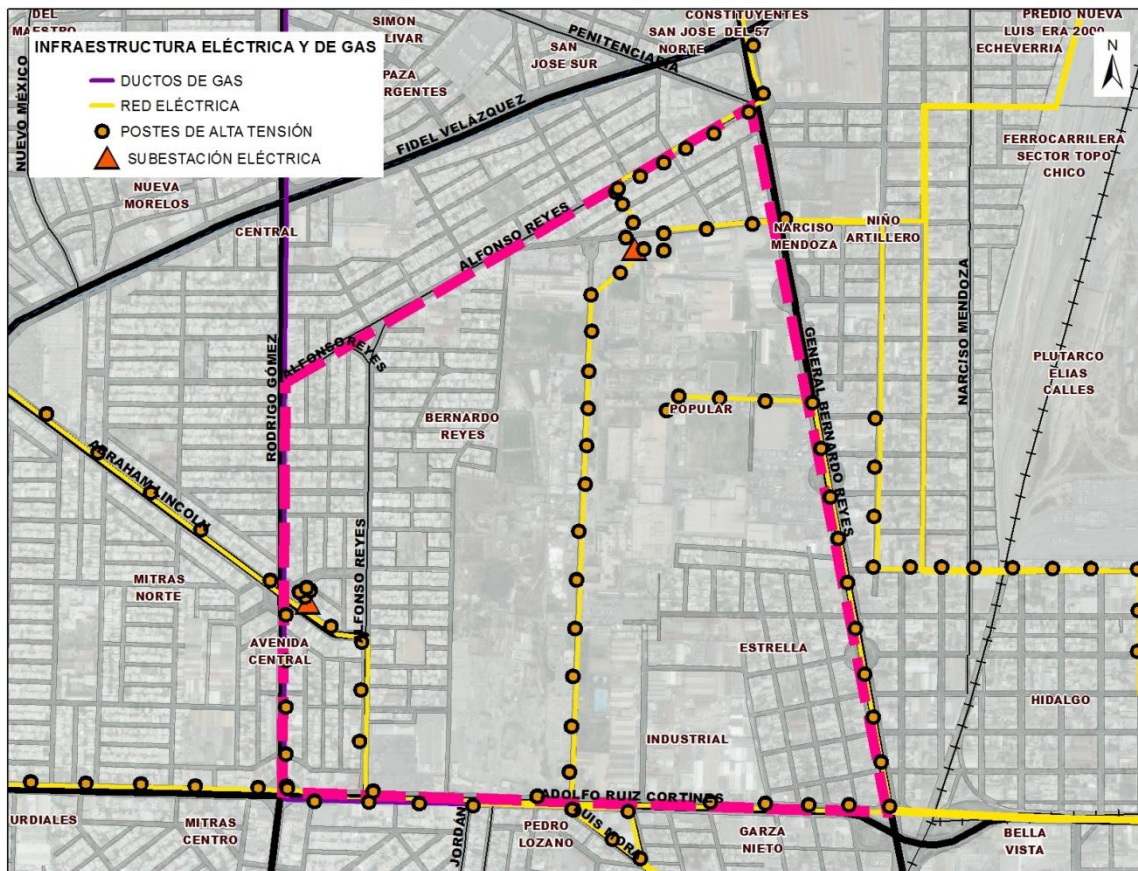 DEL
MAESTRO
SIMON
LIVAR
CONSTITUYENTES
SAN JOSE DEL 57
NORTE
PREDIO NUEVA
LUIS ERA 2000
ECHEVERRIA
PENITENCIARIA
SAN
JOSE SUR
N
INFRAESTRUCTURA ELÉCTRICA Y DE GAS
DUCTOS DE GAS
RED ELÉCTRICA
POSTES DE ALTA TENSIÓN
SUBESTACIÓN ELÉCTRICA
PAZA
RGENTES
NUEVO MÉXICO
FIDEL VELÁZQUEZ
FERROCARRILERA
SECTOR TOPO
CHICO
NUEVA
MORELOS
CENTRAL
ALFONSO REYES
NARCISO
MENDOZA
NIÑO
ARTILLERO
NARCISO MENDOZA
ALFONSO REYES
RODRIGO GÓMEZ
GENERAL BERNARDO REYES
PLUTARCO
ELIAS
CALLES
BERNARDO
REYES
POPULAR
ABRAHAM LINCOLN
LFONSO REYES
MITRAS
NORTE
AVENIDA
CENTRAL
ESTRELLA
HIDALGO
INDUSTRIAL
ADOLFO RUIZ CORTINES
URDIALES
MITRAS
CENTRO
JORDÁN
PEDRO
LOZANO
LUIS MORA
GARZA
NIETO
BELLA
VISTA